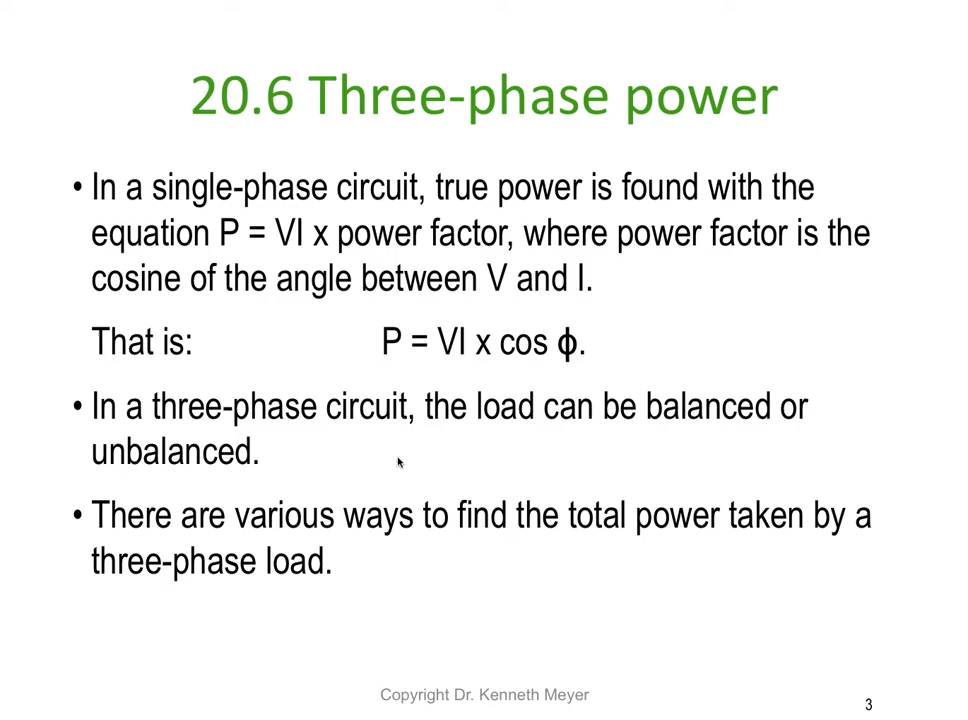 20.6 Three-phase power
• In a single-phase circuit, true power is found with the
equation P = VI x power factor, where power factor is the
cosine of the angle between V and I.
That is: P = VI x cos ϕ.
• In a three-phase circuit, the load can be balanced or
unbalanced.
• There are various ways to find the total power taken by a
three-phase load.
Copyright Dr. Kenneth Meyer
3